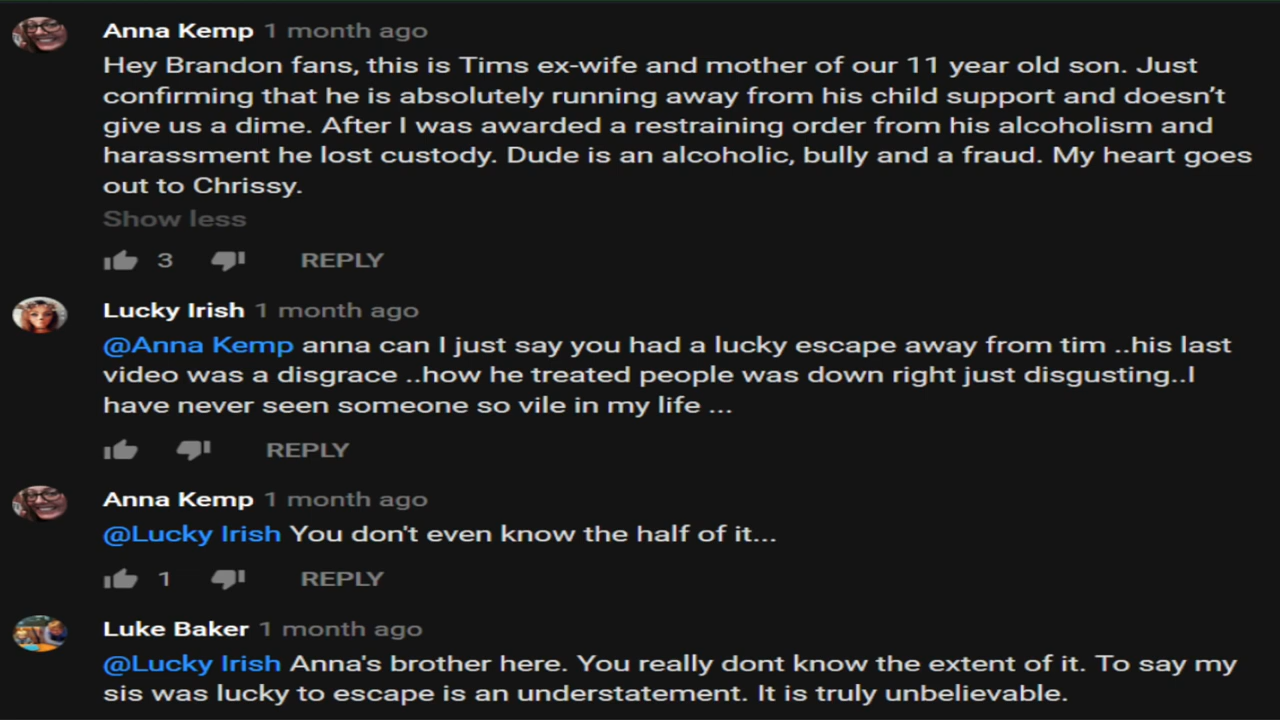 Anna Kemp 1 month ago
Hey Brandon fans, this is Tims ex-wife and mother of our 11 year old son. Just
confirming that he is absolutely running away from his child support and doesn’t
give us a dime. After I was awarded a restraining order from his alcoholism and
harassment he lost custody. Dude is an alcoholic, bully and a fraud. My heart goes
out to Chrissy.
Show less
3 REPLY
Lucky Irish 1 month ago
@Anna Kemp anna can I just say you had a lucky escape away from tim ..his last
video was a disgrace ..how he treated people was down right just disgusting..I
have never seen someone so vile in my life ...
REPLY
Anna Kemp 1 month ago
@Lucky Irish You don't even know the half of it...
1 REPLY
Luke Baker 1 month ago
@Lucky Irish Anna's brother here. You really dont know the extent of it. To say my
sis was lucky to escape is an understatement. It is truly unbelievable.